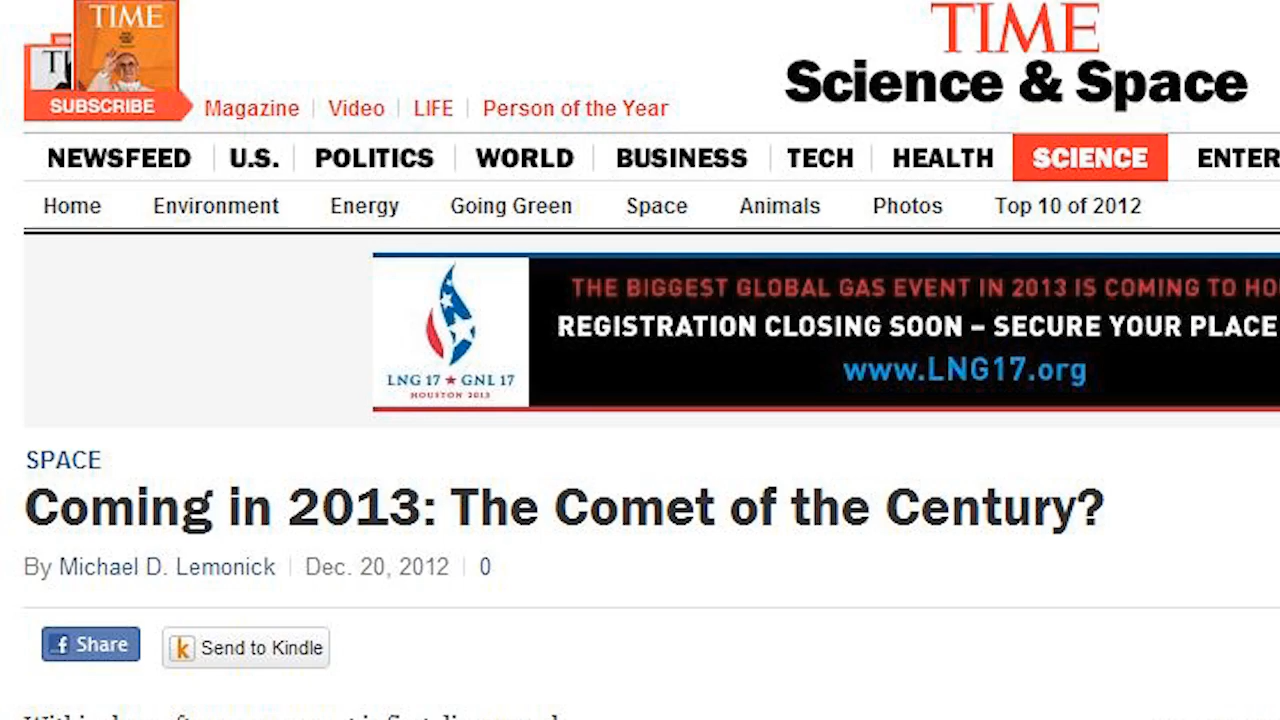 TIME
TIME
Science & Space
SUBSCRIBE
Magazine Video LIFE Person of the Year
NEWSFEED U.S. POLITICS WORLD BUSINESS TECH HEALTH SCIENCE ENTER
Home Environment Energy Going Green Space Animals Photos Top 10 of 2012
THE BIGGEST GLOBAL GAS EVENT IN 2013 IS COMING TO HO
REGISTRATION CLOSING SOON – SECURE YOUR PLACE
www.LNG17.org
LNG 17 ★ GNL 17
HOUSTON 2013
SPACE
Coming in 2013: The Comet of the Century?
By Michael D. Lemonick | Dec. 20, 2012 | 0
f Share
k Send to Kindle